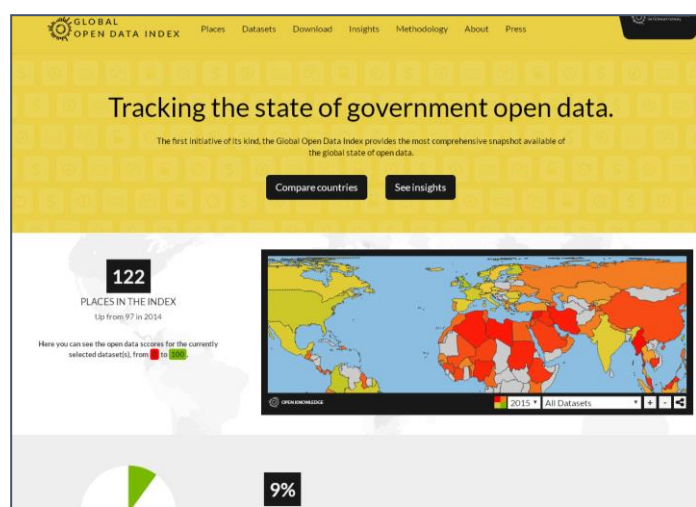 GLOBAL
OPEN DATA INDEX
Places Datasets Download Insights Methodology About Press
INTERNATIONAL
Tracking the state of government open data.
The first initiative of its kind, the Global Open Data Index provides the most comprehensive snapshot available of
the global state of open data.
Compare countries See insights
122
PLACES IN THE INDEX
Up from 97 in 2014
Here you can see the open data sccores for the currently
selected dataset(s), from 0 to 100.
OPEN KNOWLEDGE
2015 All Datasets + -
9%